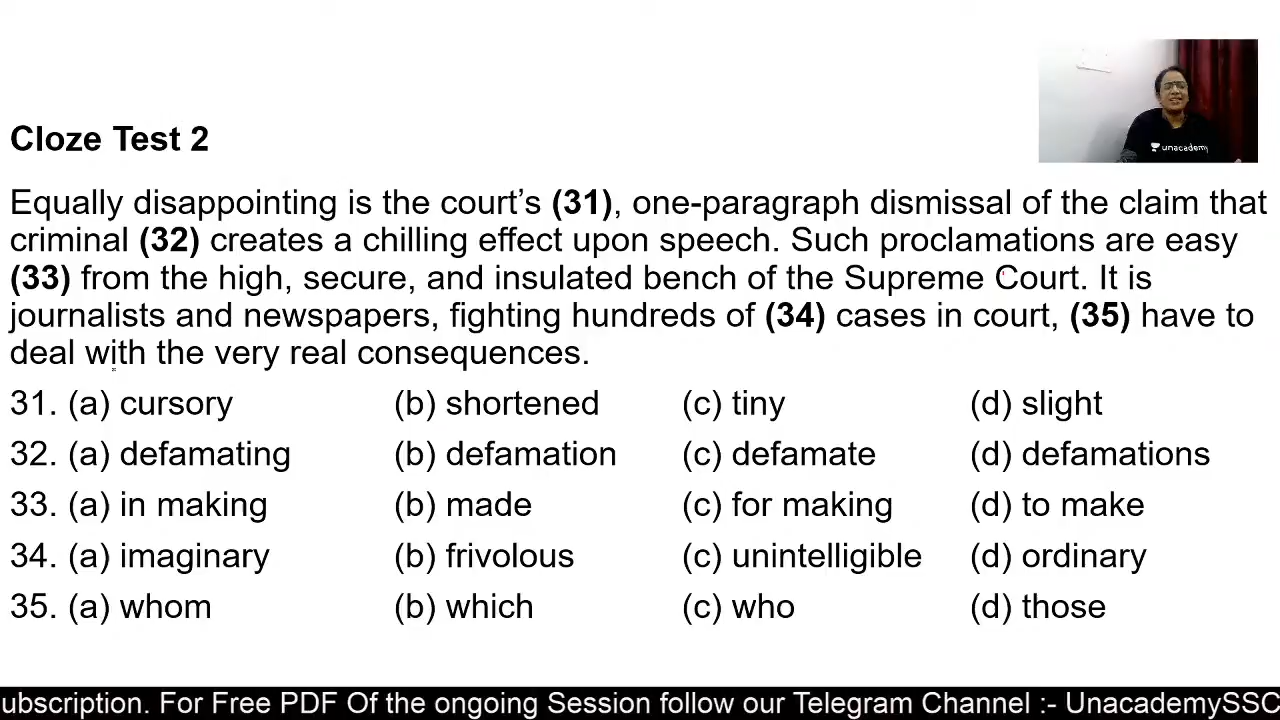 unacademy
Cloze Test 2
Equally disappointing is the court’s (31), one-paragraph dismissal of the claim that
criminal (32) creates a chilling effect upon speech. Such proclamations are easy
(33) from the high, secure, and insulated bench of the Supreme Court. It is
journalists and newspapers, fighting hundreds of (34) cases in court, (35) have to
deal with the very real consequences.
31. (a) cursory (b) shortened (c) tiny (d) slight
32. (a) defamating (b) defamation (c) defamate (d) defamations
33. (a) in making (b) made (c) for making (d) to make
34. (a) imaginary (b) frivolous (c) unintelligible (d) ordinary
35. (a) whom (b) which (c) who (d) those
ubscription. For Free PDF Of the ongoing Session follow our Telegram Channel :- UnacademySSC